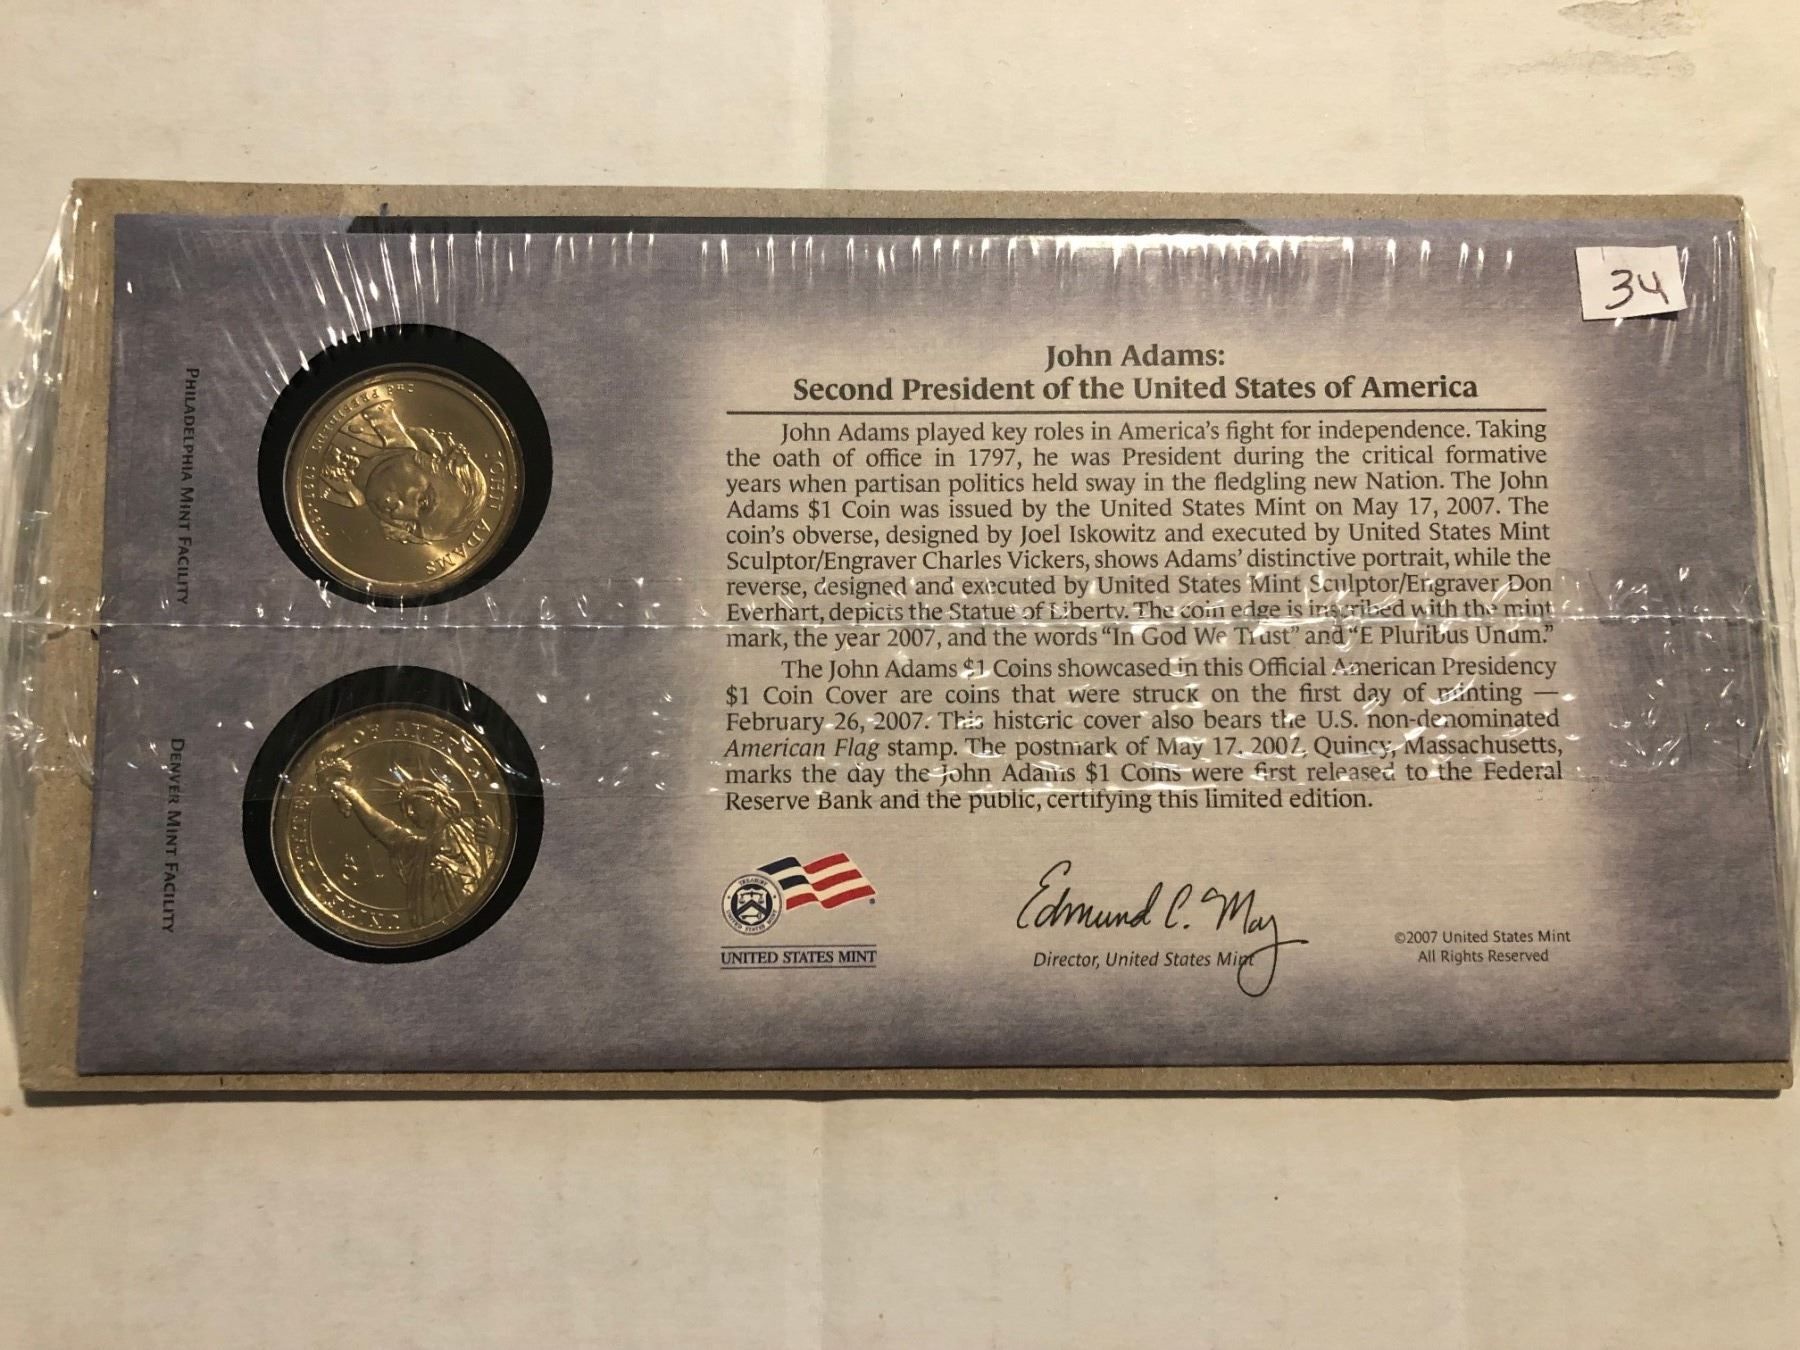 34
John Adams:
Second President of the United States of America
John Adams played key roles in America's fight for independence. Taking
the oath of office in 1797, he was President during the critical formative
years when partisan politics held sway in the fledgling new Nation. The John
Adams $1 Coin was issued by the United States Mint on May 17, 2007. The
coin's obverse, designed by Joel Iskowitz and executed by United States Mint
Sculptor/Engraver Charles Vickers, shows Adams' distinctive portrait, while the
reverse, designed and executed by United States Mint Sculptor/Engraver Don
Everhart, depicts the Statue of Liberty. The coin edge is inscribed with the mint
mark, the year 2007, and the words "In God We Trust" and "E Pluribus Unum."
The John Adams $1 Coins showcased in this Official American Presidency
$1 Coin Cover are coins that were struck on the first day of minting —
February 26, 2007. This historic cover also bears the U.S. non-denominated
American Flag stamp. The postmark of May 17, 2007, Quincy, Massachusetts,
marks the day the John Adams $1 Coins were first released to the Federal
Reserve Bank and the public, certifying this limited edition.
PHILADELPHIA MINT FACILITY
JOHN ADAMS
2nd PRESIDENT 1797-1801
DENVER MINT FACILITY
UNITED STATES OF AMERICA
$1
UNITED STATES MINT
Edmund C. Moy
Director, United States Mint
©2007 United States Mint
All Rights Reserved